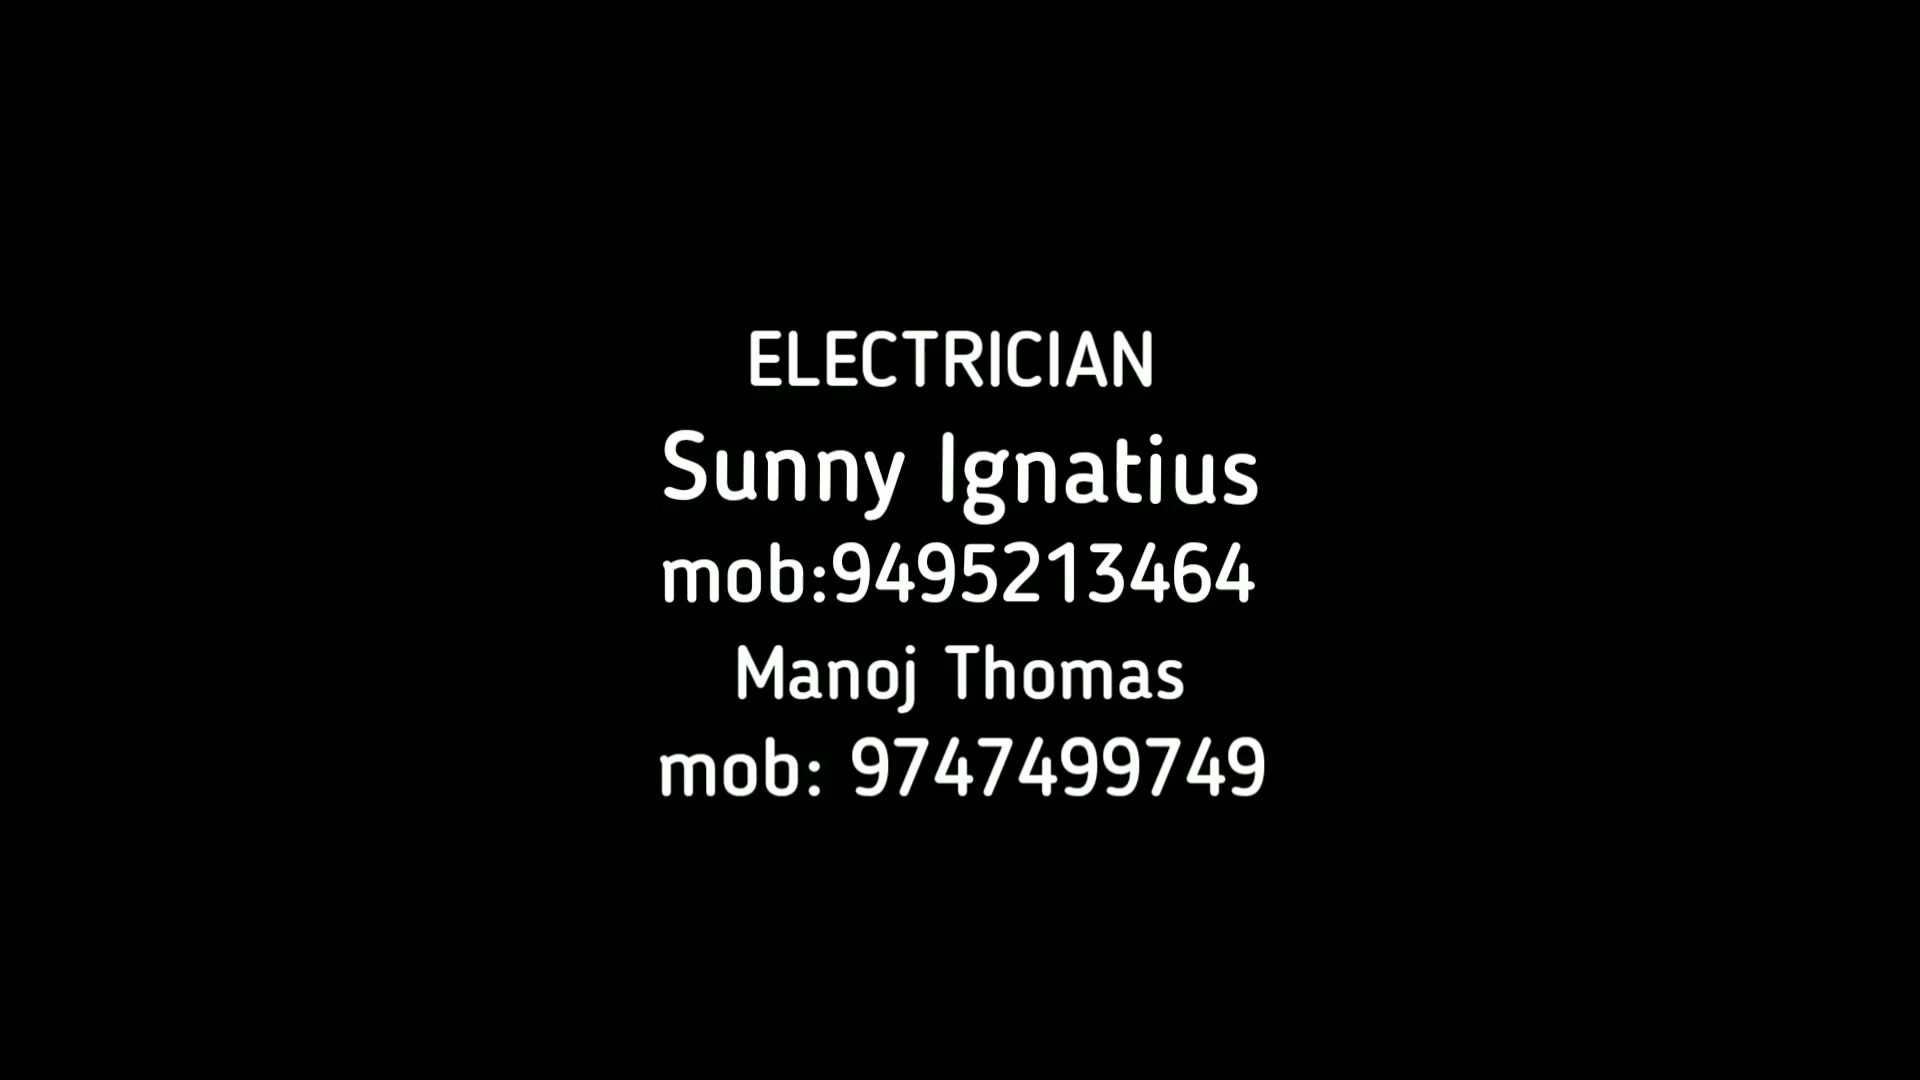 ELECTRICIAN
Sunny Ignatius
mob:9495213464
Manoj Thomas
mob: 9747499749